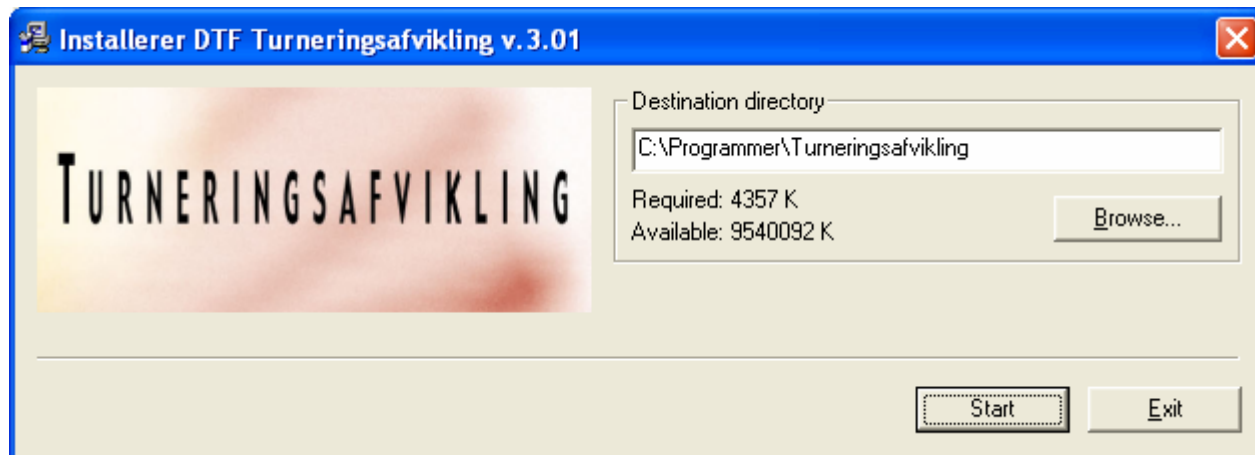 Installerer DTF Turneringsafvikling v.3.01
TURNERINGSAFVIKLING
Destination directory
C:\Programmer\Turneringsafvikling
Required: 4357 K
Available: 9540092 K
Browse...
Start
Exit